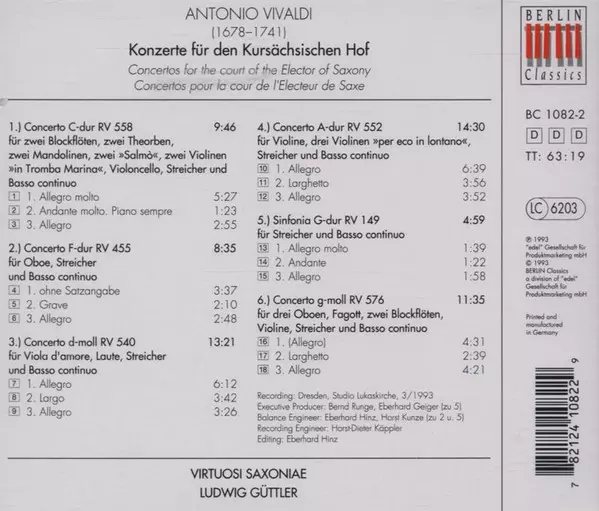 ANTONIO VIVALDI
(1678–1741)
Konzerte für den Kursächsischen Hof
Concertos for the court of the Elector of Saxony
Concertos pour la cour de l'Electeur de Saxe
1.) Concerto C-dur RV 558 9:46
für zwei Blockflöten, zwei Theorben,
zwei Mandolinen, zwei »Salmò«, zwei Violinen
»in Tromba Marina«, Violoncello, Streicher und
Basso continuo
1 1. Allegro molto 5:27
2 2. Andante molto. Piano sempre 1:23
3 3. Allegro 2:55
2.) Concerto F-dur RV 455 8:35
für Oboe, Streicher
und Basso continuo
4 1. ohne Satzangabe 3:37
5 2. Grave 2:10
6 3. Allegro 2:48
3.) Concerto d-moll RV 540 13:21
für Viola d'amore, Laute, Streicher
und Basso continuo
7 1. Allegro 6:12
8 2. Largo 3:42
9 3. Allegro 3:26
4.) Concerto A-dur RV 552 14:30
für Violine, drei Violinen »per eco in lontano«,
Streicher und Basso continuo
10 1. Allegro 6:39
11 2. Larghetto 3:56
12 3. Allegro 3:52
5.) Sinfonia G-dur RV 149 4:59
für Streicher und Basso continuo
13 1. Allegro molto 1:39
14 2. Andante 1:22
15 3. Allegro 1:58
6.) Concerto g-moll RV 576 11:35
für drei Oboen, Fagott, zwei Blockflöten,
Violine, Streicher und Basso continuo
16 1. (Allegro) 4:31
17 2. Larghetto 2:39
18 3. Allegro 4:21
Recording: Dresden, Studio Lukaskirche, 3/1993
Executive Producer: Bernd Runge, Eberhard Geiger (zu 5)
Balance Engineer: Eberhard Hinz, Horst Kunze (zu 2 u. 5)
Recording Engineer: Horst-Dieter Käppler
Editing: Eberhard Hinz
VIRTUOSI SAXONIAE
LUDWIG GÜTTLER
BERLIN
Classics
BC 1082-2
D D D
TT: 63:19
LC 6203
℗ 1993
"edel" Gesellschaft für
Produktmarketing mbH
© 1993
BERLIN Classics
a division of "edel"
Gesellschaft für
Produktmarketing mbH
Printed and
manufactured
in Germany
7 82124 10822 9